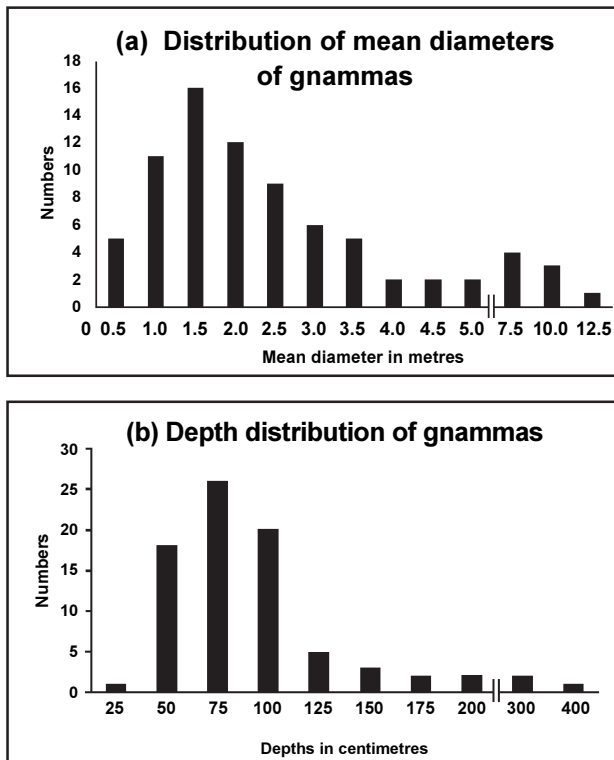 (a) Distribution of mean diameters
of gnammas
18
16
14
12
10
8
6
4
2
0
Numbers
0 0.5 1.0 1.5 2.0 2.5 3.0 3.5 4.0 4.5 5.0 7.5 10.0 12.5
Mean diameter in metres
(b) Depth distribution of gnammas
30
25
20
15
10
5
0
Numbers
25 50 75 100 125 150 175 200 300 400
Depths in centimetres